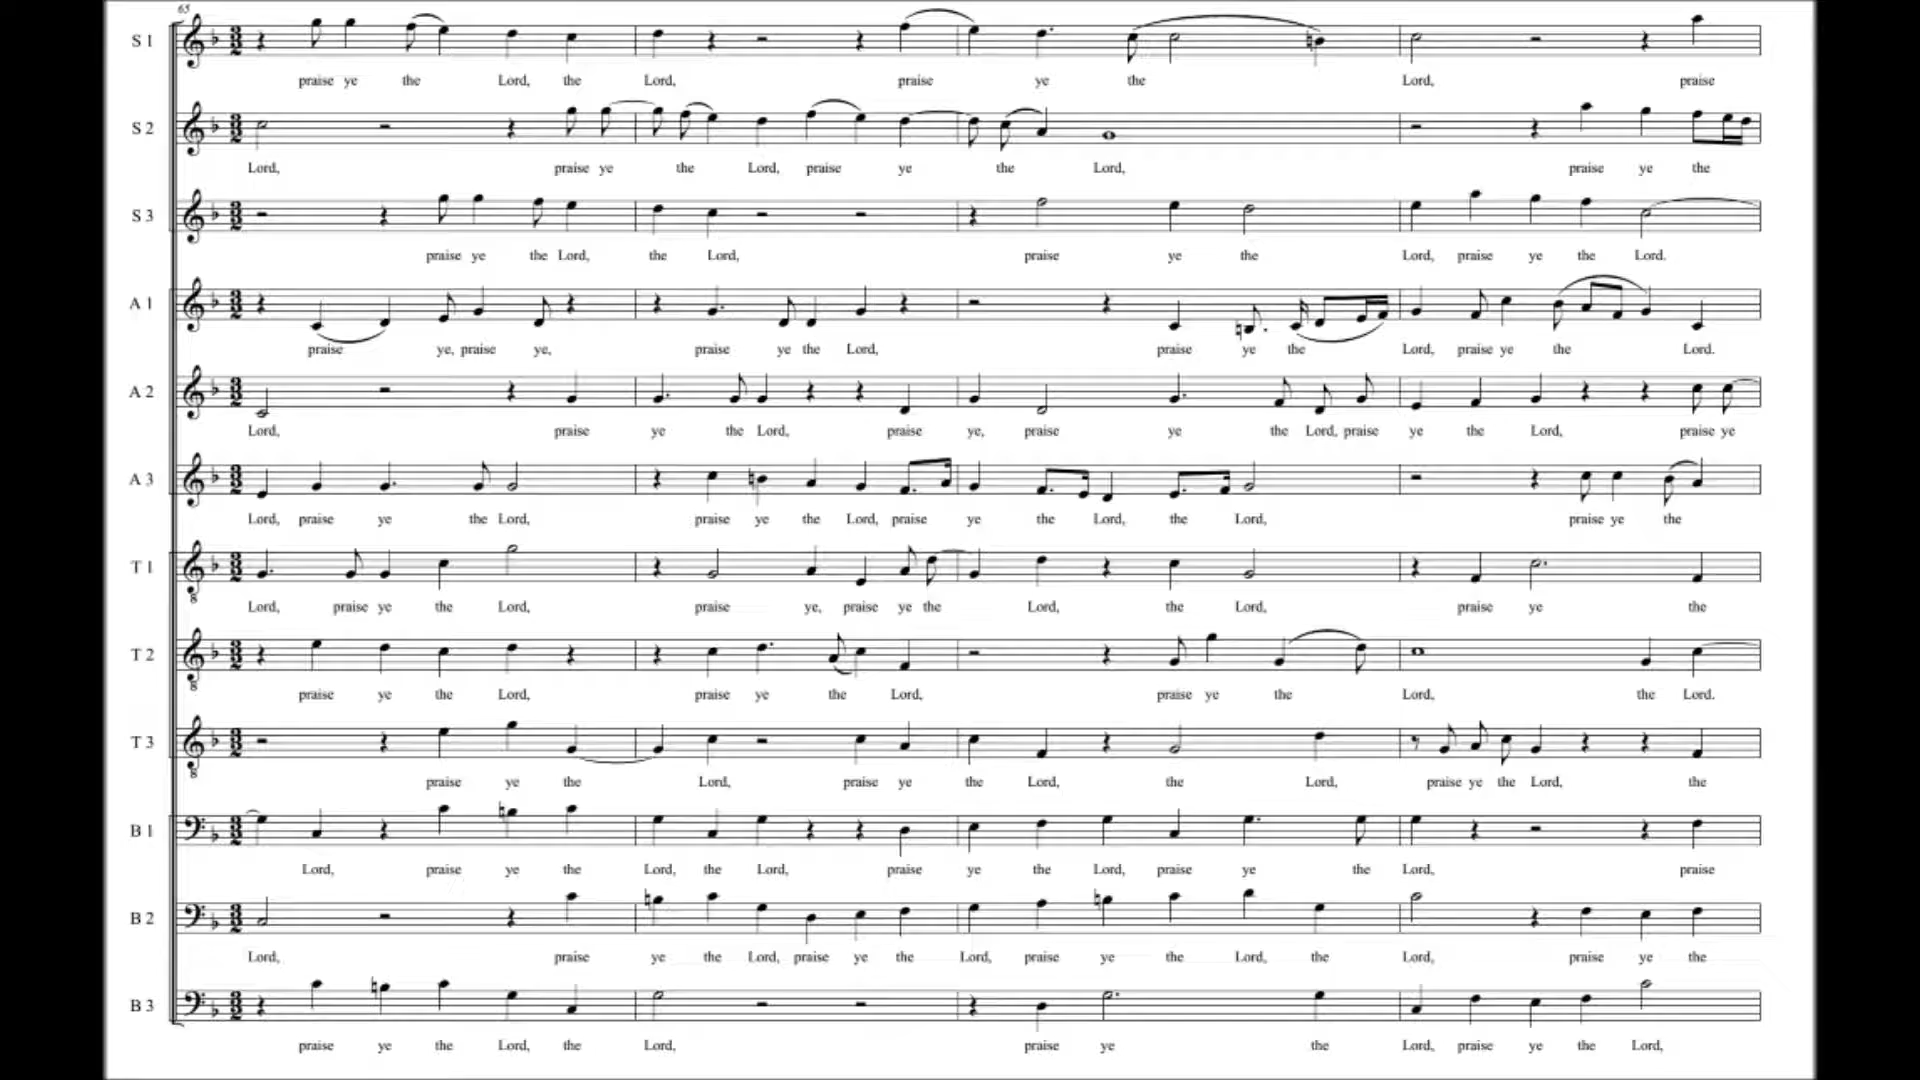 65
S 1
praise ye the Lord, the Lord, praise ye the Lord, praise
S 2
Lord, praise ye the Lord, praise ye the Lord, praise ye the
S 3
praise ye the Lord, the Lord, praise ye the Lord, praise ye the Lord.
A 1
praise ye, praise ye, praise ye the Lord, praise ye the Lord, praise ye the Lord.
A 2
Lord, praise ye the Lord, praise ye, praise ye the Lord, praise ye the Lord, praise ye
A 3
Lord, praise ye the Lord, praise ye the Lord, praise ye the Lord, the Lord, praise ye the
T 1
Lord, praise ye the Lord, praise ye, praise ye the Lord, the Lord, praise ye the
T 2
praise ye the Lord, praise ye the Lord, praise ye the Lord, the Lord.
T 3
praise ye the Lord, praise ye the Lord, the Lord, praise ye the Lord, the
B 1
Lord, praise ye the Lord, the Lord, praise ye the Lord, praise ye the Lord, praise
B 2
Lord, praise ye the Lord, praise ye the Lord, praise ye the Lord, the Lord, praise ye the
B 3
praise ye the Lord, the Lord, praise ye the Lord, praise ye the Lord,